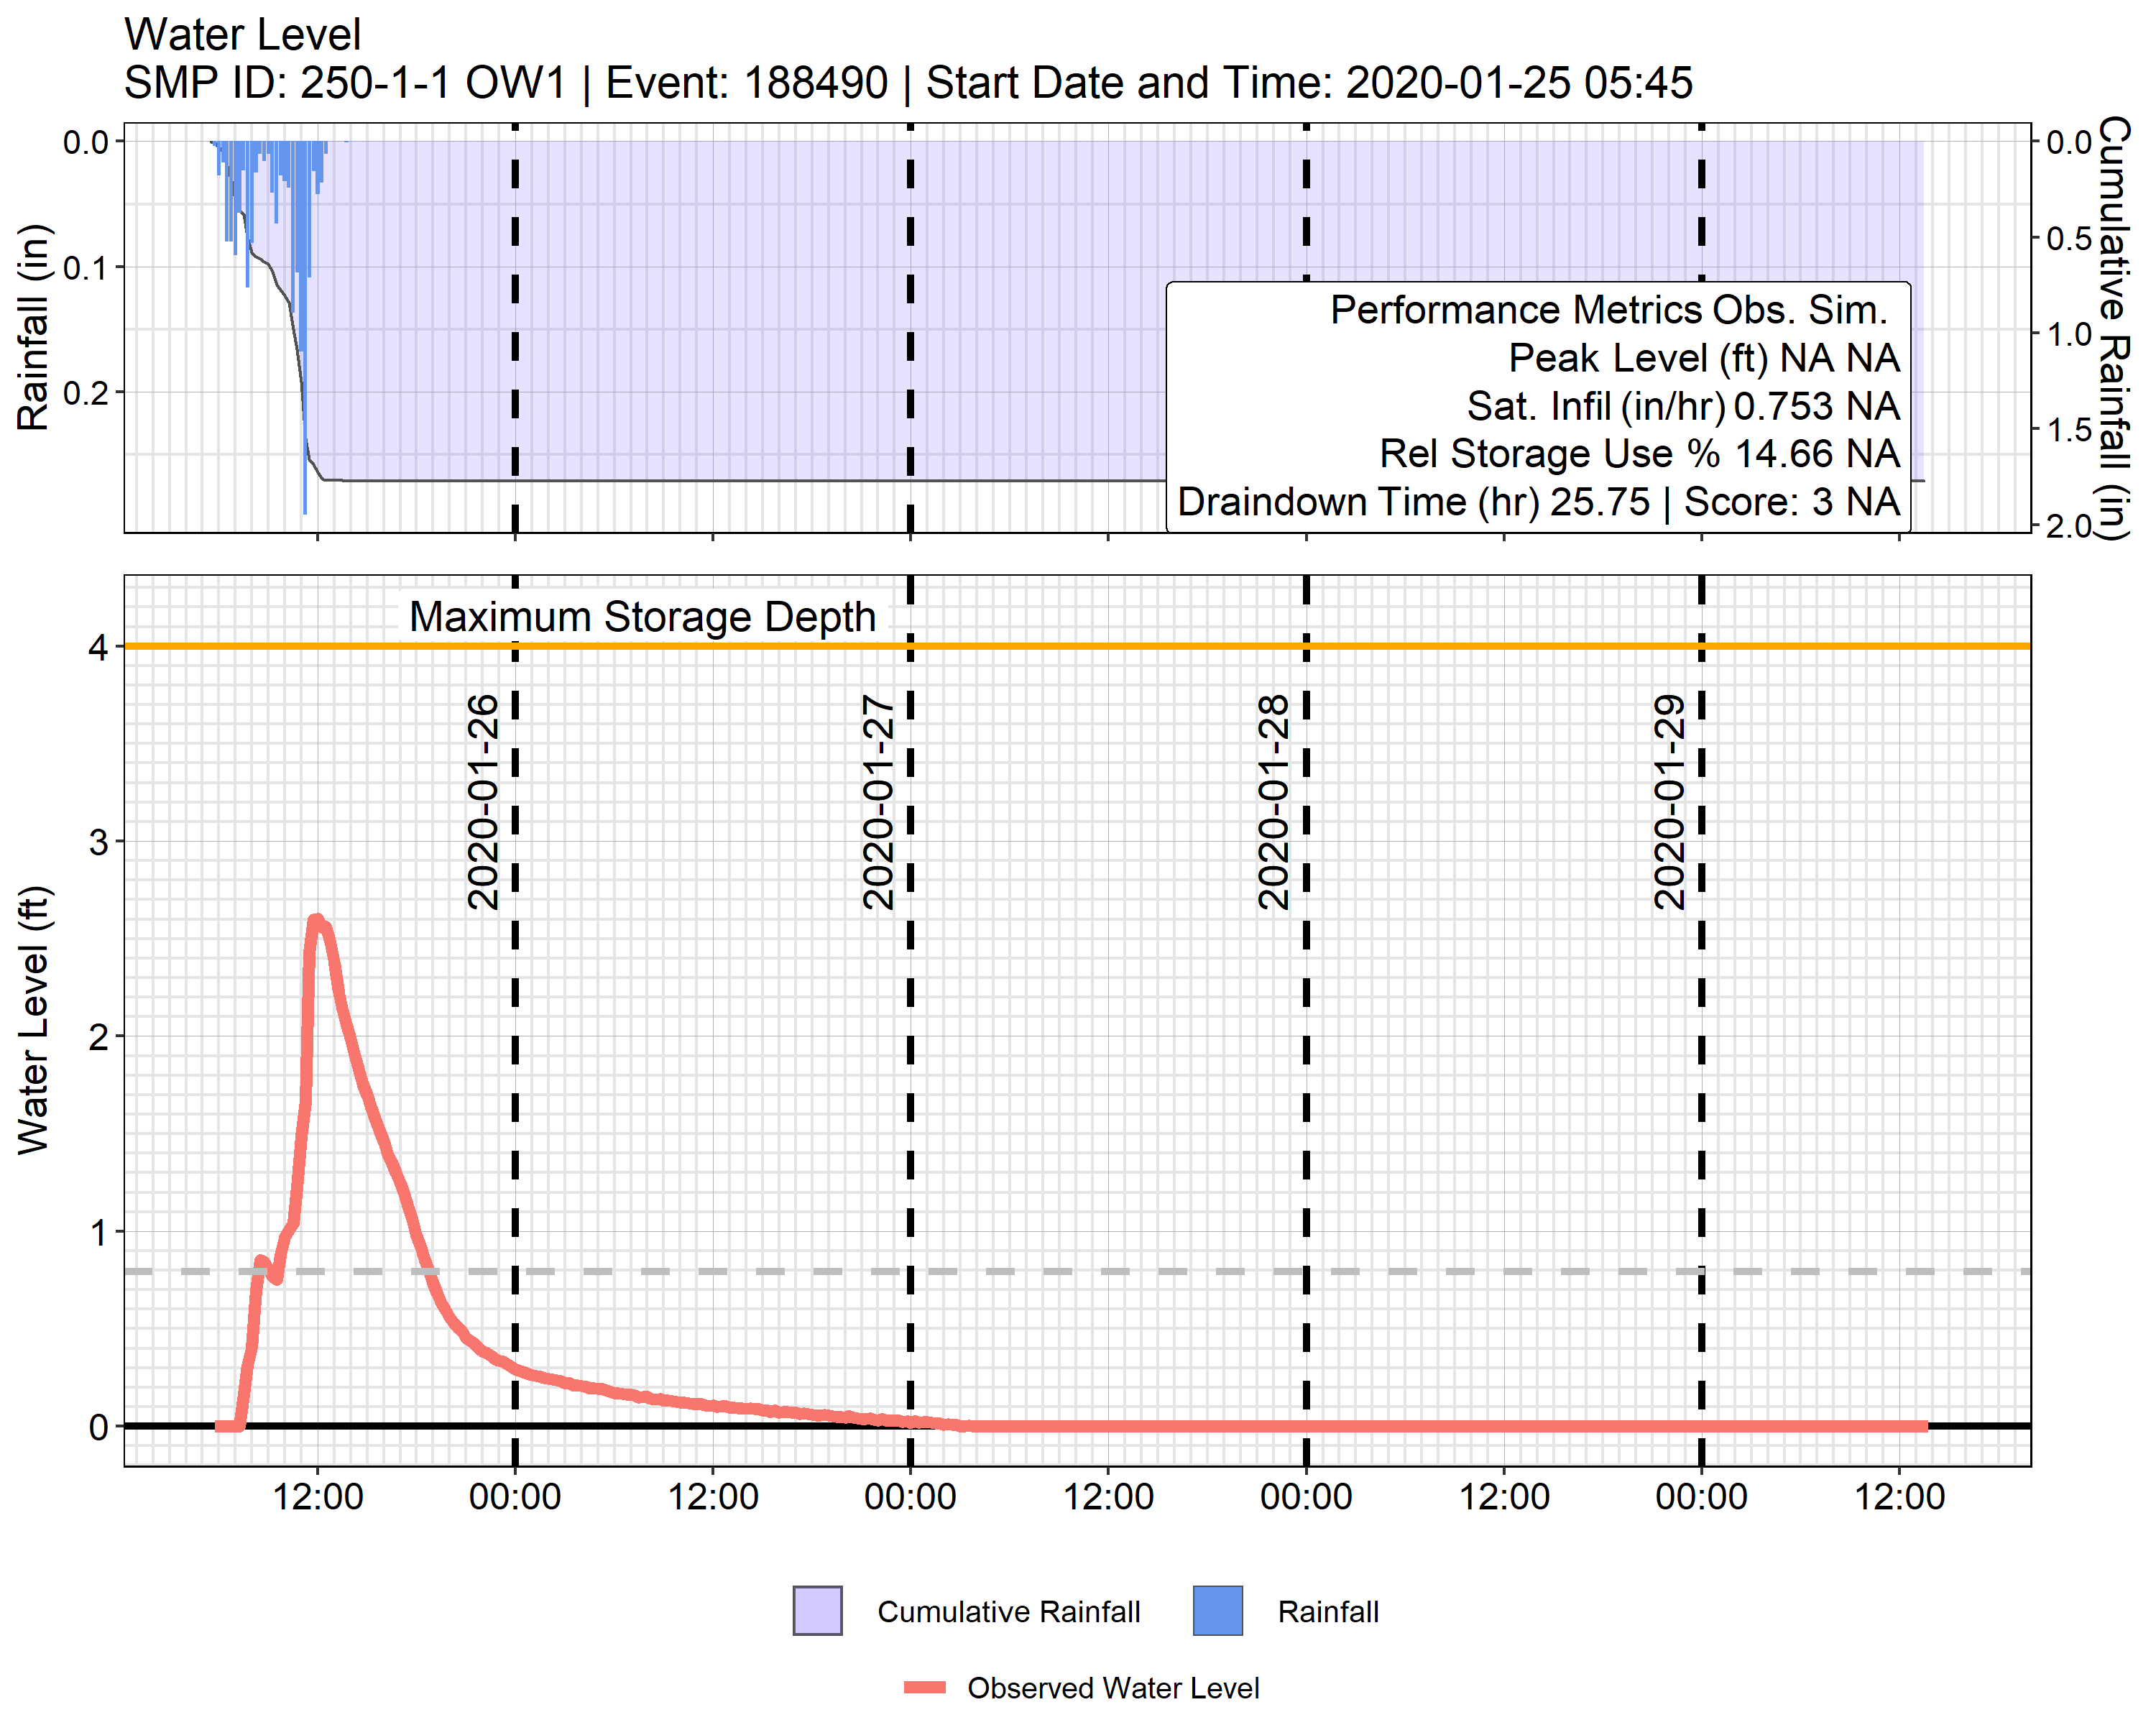 Water Level
SMP ID: 250-1-1 OW1 | Event: 188490 | Start Date and Time: 2020-01-25 05:45
Rainfall (in)
0.0
0.1
0.2
Cumulative Rainfall (in)
0.0
0.5
1.0
1.5
2.0
Performance Metrics Obs. Sim.
Peak Level (ft) NA NA
Sat. Infil (in/hr) 0.753 NA
Rel Storage Use % 14.66 NA
Draindown Time (hr) 25.75 | Score: 3 NA
Water Level (ft)
4
3
2
1
0
Maximum Storage Depth
2020-01-26
2020-01-27
2020-01-28
2020-01-29
12:00 00:00 12:00 00:00 12:00 00:00 12:00 00:00 12:00
Cumulative Rainfall Rainfall
Observed Water Level